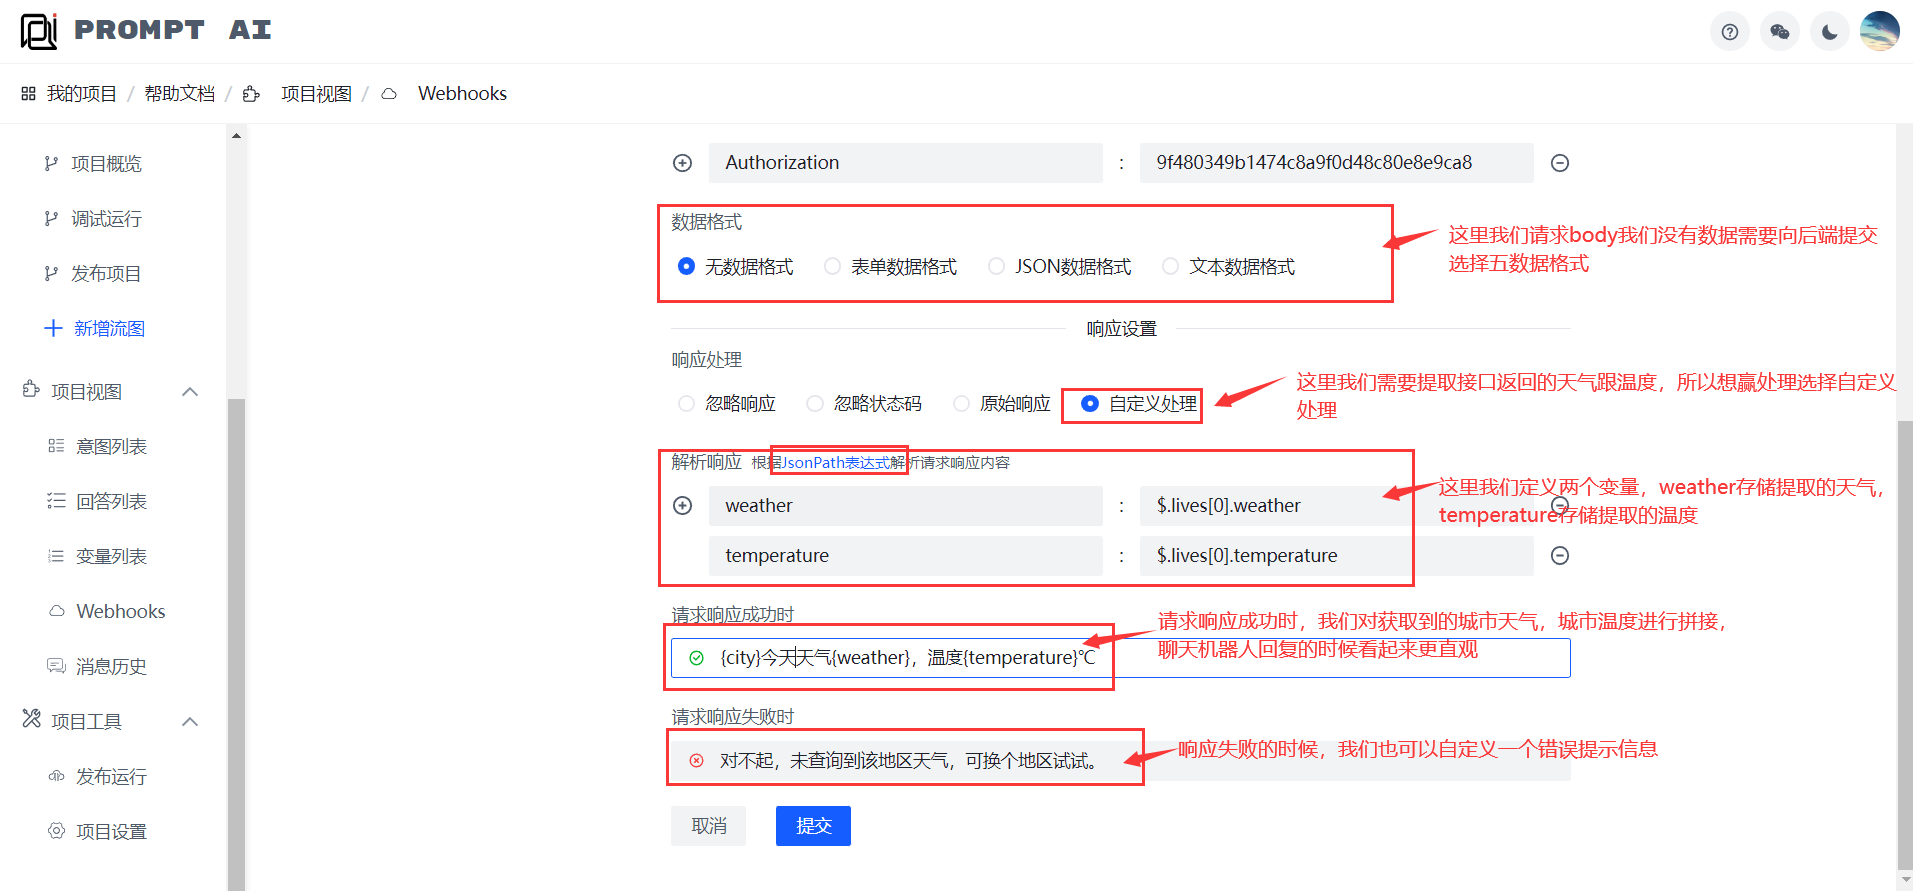 PROMPT AI
我的项目 / 帮助文档 / 项目视图 / Webhooks
项目概览
调试运行
发布项目
新增流图
项目视图
意图列表
回答列表
变量列表
Webhooks
消息历史
项目工具
发布运行
项目设置
Authorization : 9f480349b1474c8a9f0d48c80e8e9ca8
数据格式
无数据格式 表单数据格式 JSON数据格式 文本数据格式
这里我们请求body我们没有数据需要向后端提交
选择五数据格式
响应设置
响应处理
忽略响应 忽略状态码 原始响应 自定义处理
这里我们需要提取接口返回的天气跟温度，所以想赢处理选择自定义
处理
解析响应 根据JsonPath表达式解析请求响应内容
weather : $.lives[0].weather
temperature : $.lives[0].temperature
这里我们定义两个变量，weather存储提取的天气，
temperature存储提取的温度
请求响应成功时
{city}今天天气{weather}，温度{temperature}℃
请求响应成功时，我们对获取到的城市天气，城市温度进行拼接，
聊天机器人回复的时候看起来更直观
请求响应失败时
对不起，未查询到该地区天气，可换个地区试试。
响应失败的时候，我们也可以自定义一个错误提示信息
取消 提交